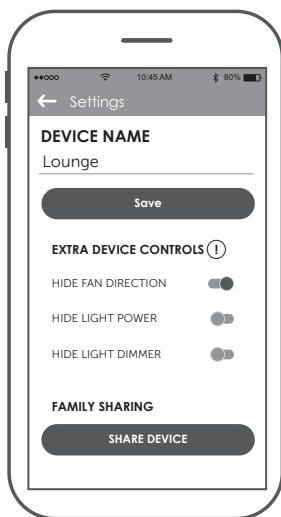 10:45 AM 80%
Settings
DEVICE NAME
Lounge
Save
EXTRA DEVICE CONTROLS !
HIDE FAN DIRECTION
HIDE LIGHT POWER
HIDE LIGHT DIMMER
FAMILY SHARING
SHARE DEVICE